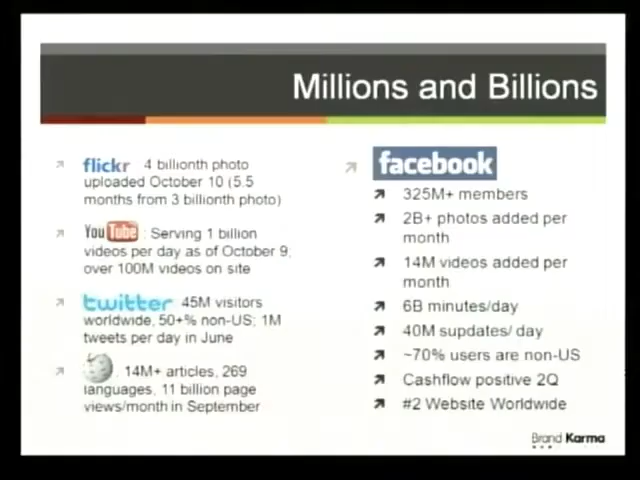 Millions and Billions
flickr 4 billionth photo
uploaded October 10 (5.5
months from 3 billionth photo)
YouTube : Serving 1 billion
videos per day as of October 9;
over 100M videos on site
twitter 45M visitors
worldwide, 50+% non-US; 1M
tweets per day in June
: 14M+ articles, 269
languages, 11 billion page
views/month in September
facebook
325M+ members
2B+ photos added per
month
14M videos added per
month
6B minutes/day
40M supdates/ day
~70% users are non-US
Cashflow positive 2Q
#2 Website Worldwide
Brand Karma